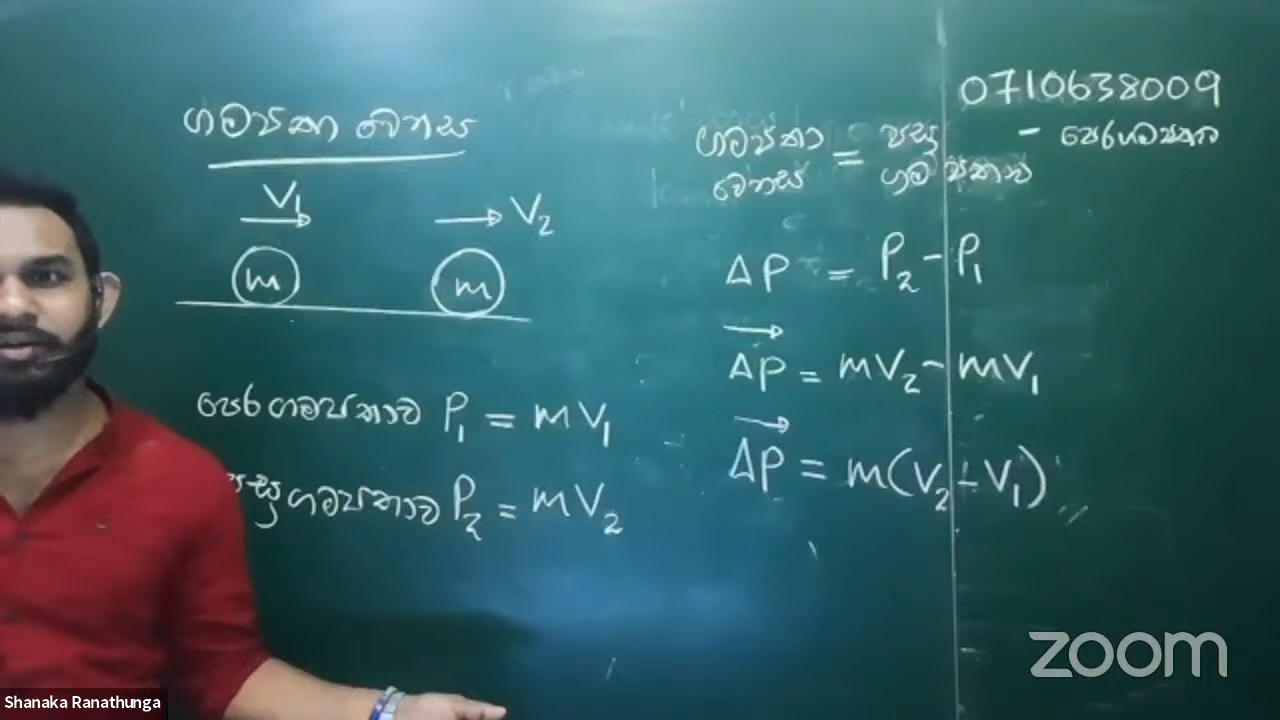 0710638009
ගම්‍යතා වෙනස
V₁
V₂
m
m
පෙර ගම්‍යතාව P₁ = mV₁
පසු ගම්‍යතාව P₂ = mV₂
ගම්‍යතා වෙනස = පසු ගම්‍යතාව - පෙර ගම්‍යතා
ΔP = P₂ - P₁
ΔP = mV₂ - mV₁
ΔP = m(V₂ - V₁)
zoom
Shanaka Ranathunga